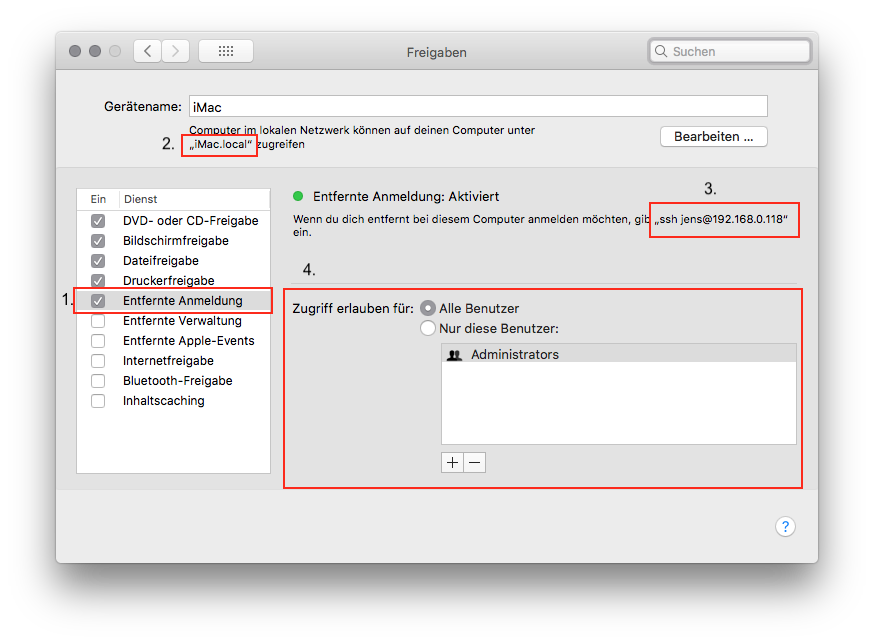 Freigaben
Suchen
Gerätename: iMac
Computer im lokalen Netzwerk können auf deinen Computer unter
2. „iMac.local“ zugreifen
Bearbeiten ...
Ein Dienst
DVD- oder CD-Freigabe
Bildschirmfreigabe
Dateifreigabe
Druckerfreigabe
1. Entfernte Anmeldung
Entfernte Verwaltung
Entfernte Apple-Events
Internetfreigabe
Bluetooth-Freigabe
Inhaltscaching
Entfernte Anmeldung: Aktiviert
3.
Wenn du dich entfernt bei diesem Computer anmelden möchten, gib „ssh jens@192.168.0.118“
ein.
4.
Zugriff erlauben für: Alle Benutzer
Nur diese Benutzer:
Administrators
+ −
?